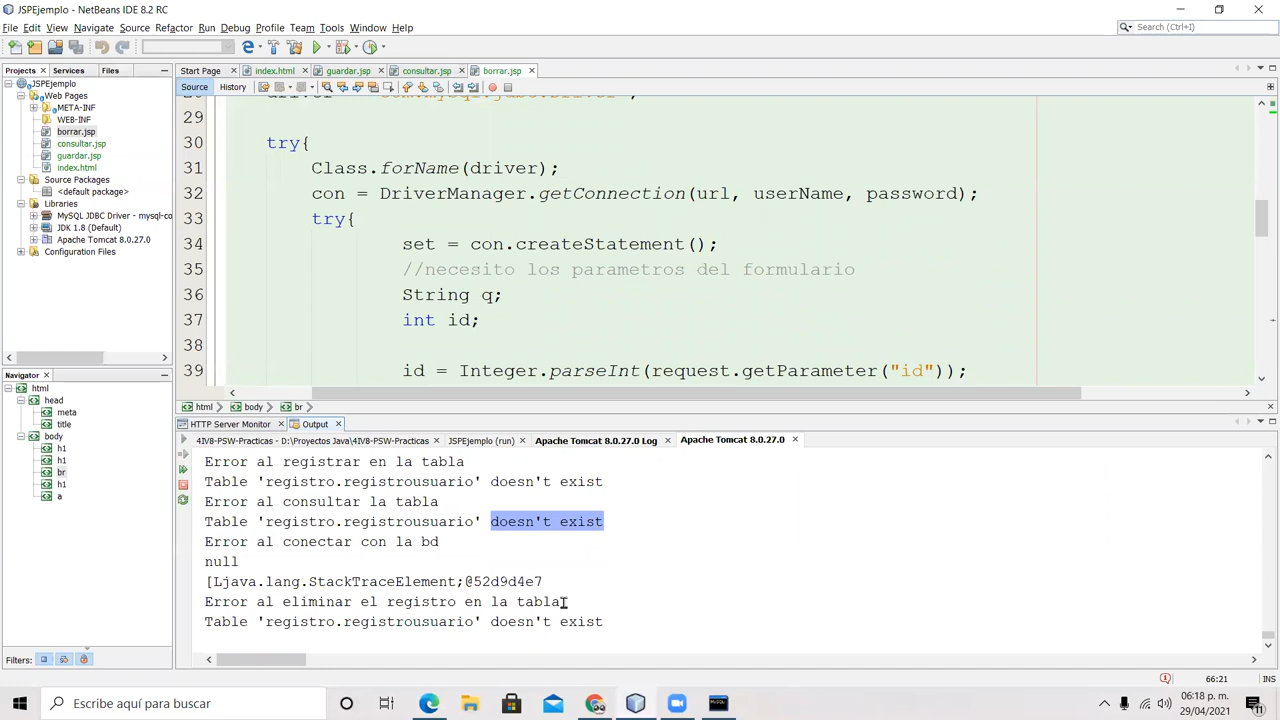 JSPEjemplo - NetBeans IDE 8.2 RC
File Edit View Navigate Source Refactor Run Debug Profile Team Tools Window Help
Search (Ctrl+I)
Projects Services Files
Start Page index.html guardar.jsp consultar.jsp borrar.jsp
Source History
JSPEjemplo
Web Pages
META-INF
WEB-INF
borrar.jsp
consultar.jsp
guardar.jsp
index.html
Source Packages
<default package>
Libraries
MySQL JDBC Driver - mysql-co
JDK 1.8 (Default)
Apache Tomcat 8.0.27.0
Configuration Files
29
30 try{
31 Class.forName(driver);
32 con = DriverManager.getConnection(url, userName, password);
33 try{
34 set = con.createStatement();
35 //necesito los parametros del formulario
36 String q;
37 int id;
38
39 id = Integer.parseInt(request.getParameter("id"));
html body br
Navigator
html
head
meta
title
body
h1
h1
br
h1
a
Filters:
HTTP Server Monitor Output
4IV8-PSW-Practicas - D:\Proyectos Java\4IV8-PSW-Practicas JSPEjemplo (run) Apache Tomcat 8.0.27.0 Log Apache Tomcat 8.0.27.0
Error al registrar en la tabla
Table 'registro.registrousuario' doesn't exist
Error al consultar la tabla
Table 'registro.registrousuario' doesn't exist
Error al conectar con la bd
null
[Ljava.lang.StackTraceElement;@52d9d4e7
Error al eliminar el registro en la tabla
Table 'registro.registrousuario' doesn't exist
66:21
Escribe aquí para buscar
06:18 p. m.
29/04/2021
11